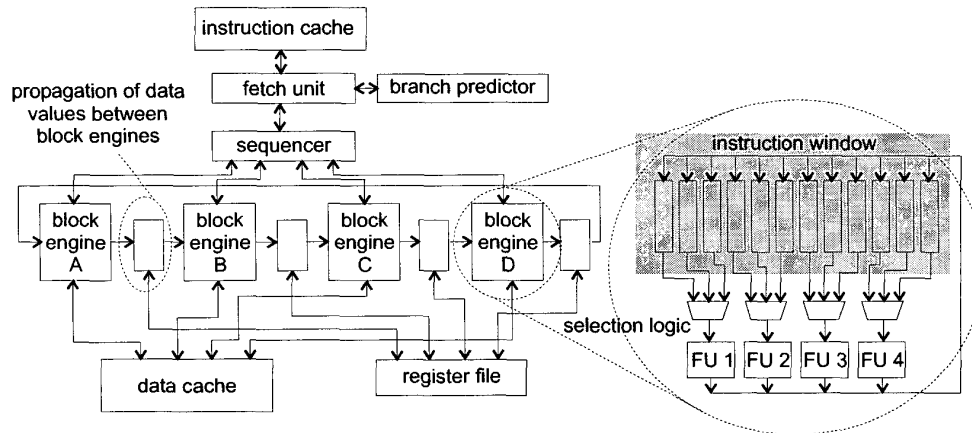 instruction cache
propagation of data
values between
block engines
fetch unit
branch predictor
sequencer
instruction window
block
engine
A
block
engine
B
block
engine
C
block
engine
D
selection logic
FU 1
FU 2
FU 3
FU 4
data cache
register file